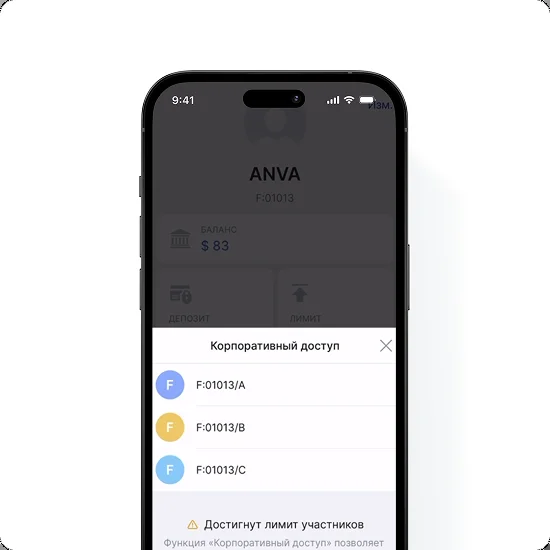 9:41
Изм.
ANVA
F:01013
БАЛАНС
$ 83
ДЕПОЗИТ
ЛИМИТ
Корпоративный доступ
F F:01013/A
F F:01013/B
F F:01013/C
Достигнут лимит участников
Функция «Корпоративный доступ» позволяет